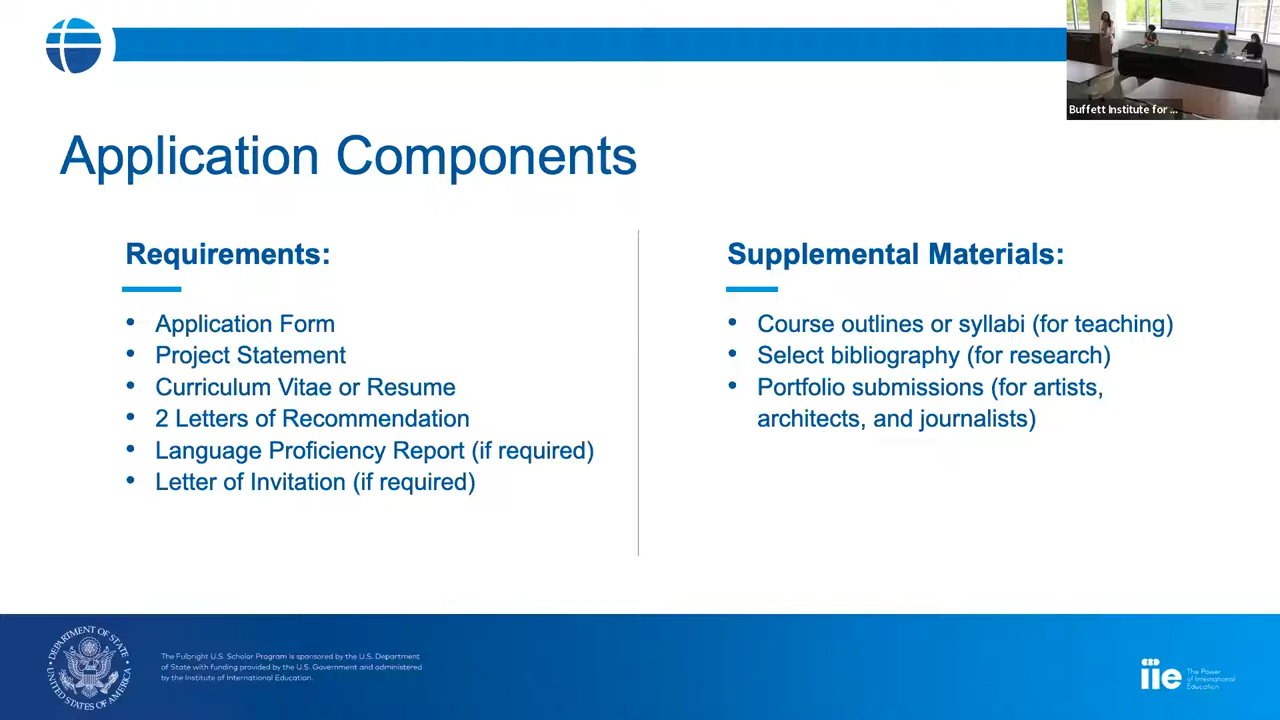 Buffett Institute for ...
Application Components
Requirements:
• Application Form
• Project Statement
• Curriculum Vitae or Resume
• 2 Letters of Recommendation
• Language Proficiency Report (if required)
• Letter of Invitation (if required)
Supplemental Materials:
• Course outlines or syllabi (for teaching)
• Select bibliography (for research)
• Portfolio submissions (for artists,
architects, and journalists)
DEPARTMENT OF STATE
UNITED STATES OF AMERICA
The Fulbright U.S. Scholar Program is sponsored by the U.S. Department
of State with funding provided by the U.S. Government and administered
by the Institute of International Education.
iie
The Power
of International
Education